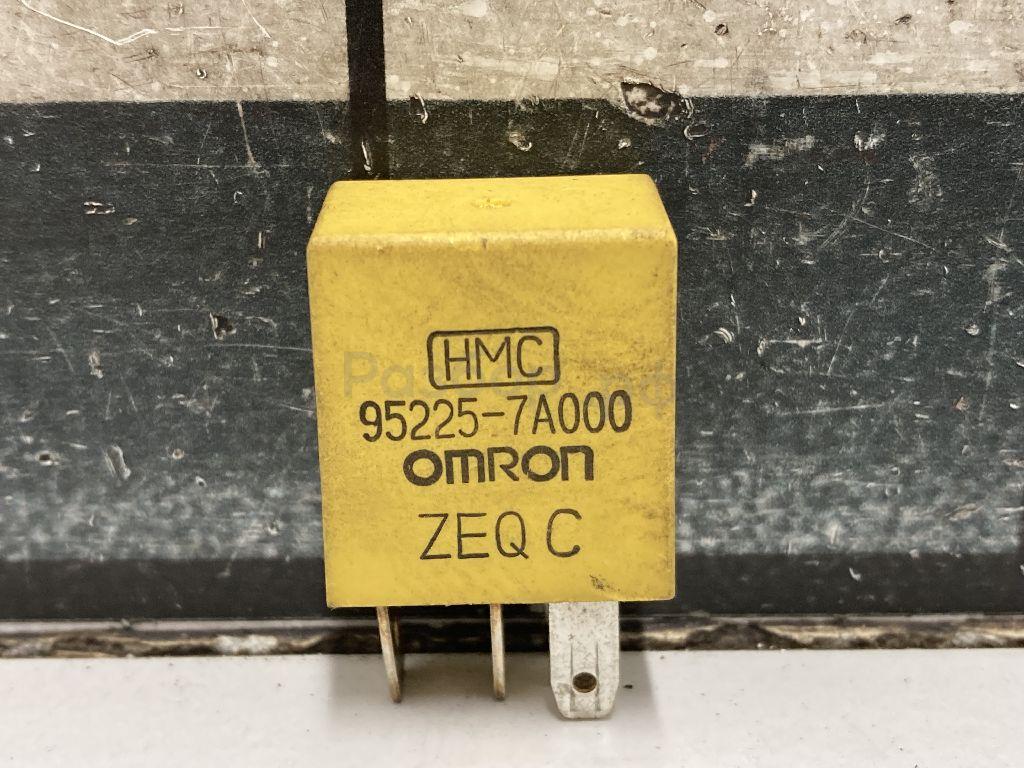 HMC
95225-7A000
OMRON
ZEQ C